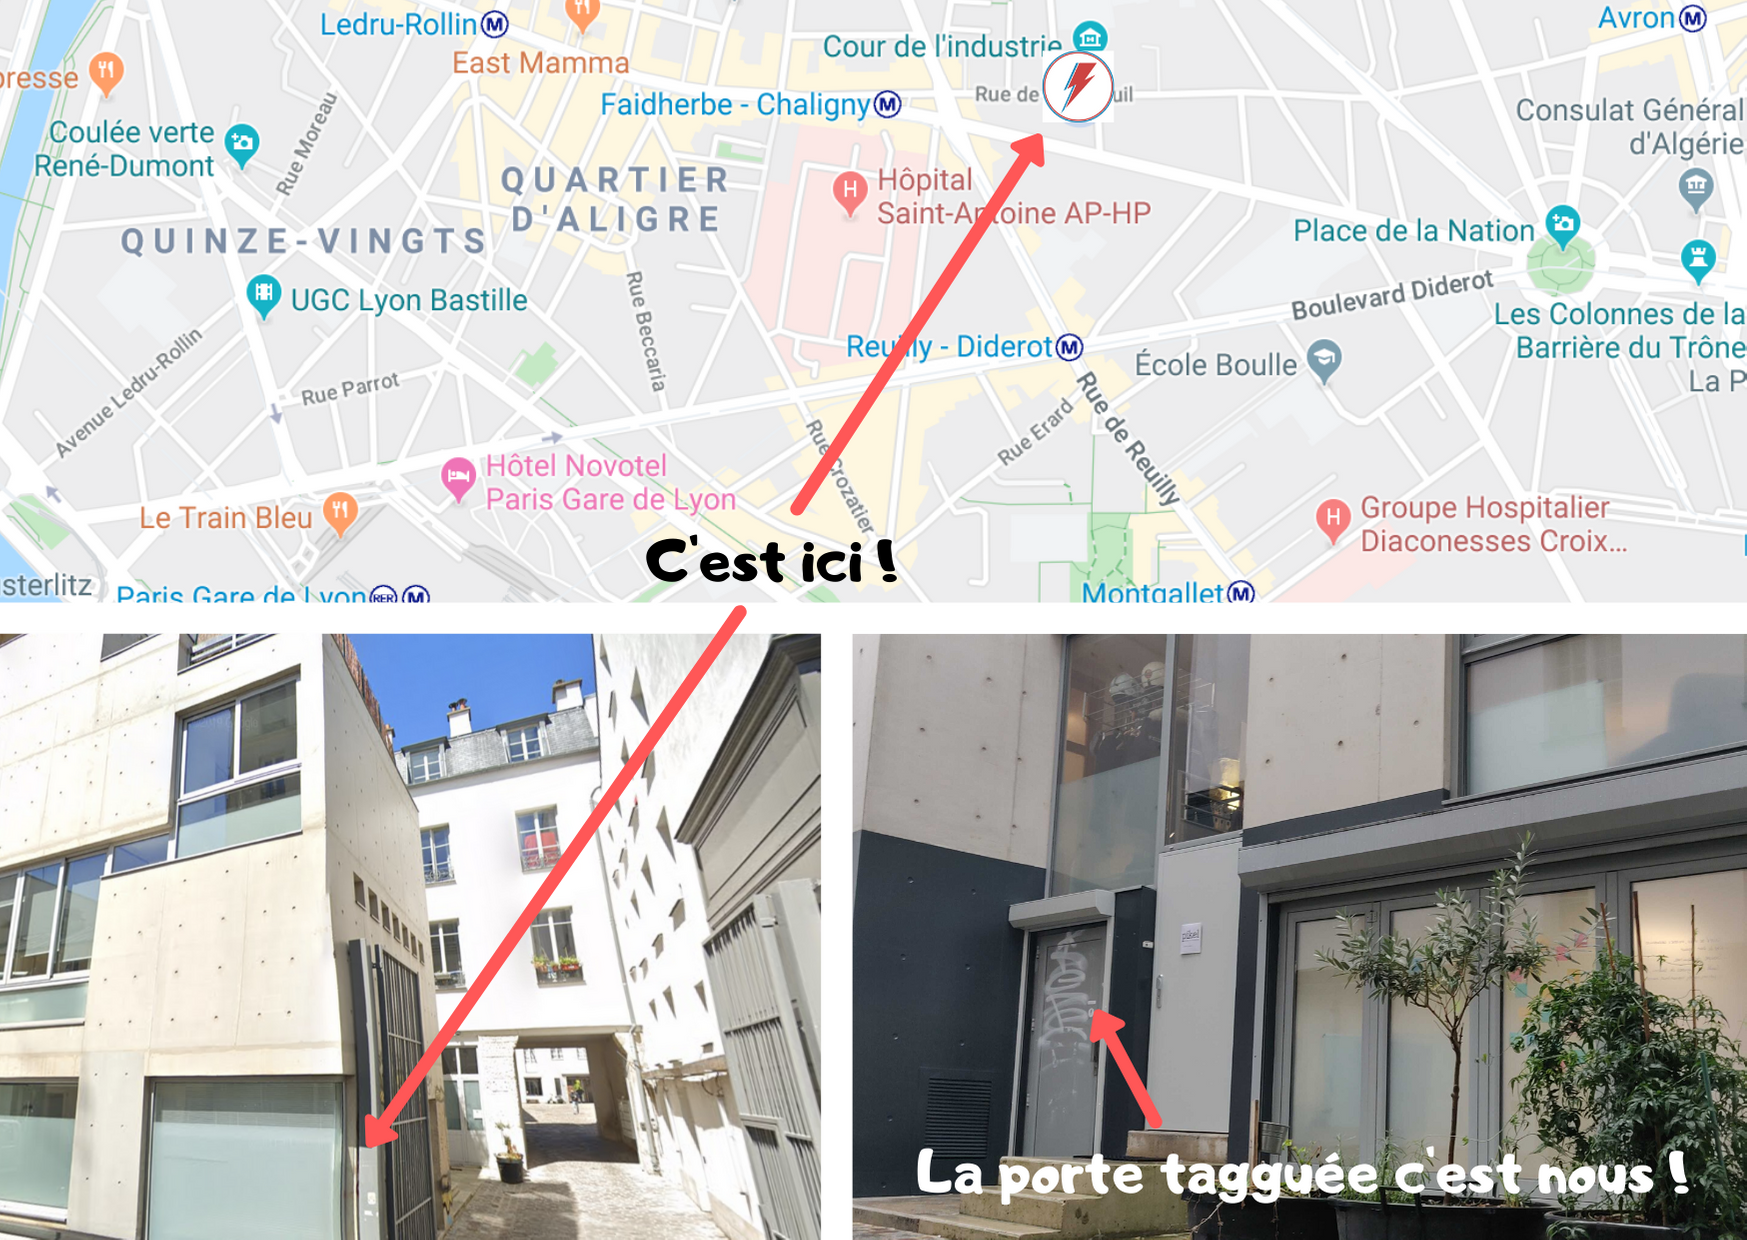 Ledru-Rollin M
East Mamma
Cour de l'industrie
Avron M
presse
Faidherbe - Chaligny M
Rue de
uil
Consulat Général
d'Algérie
Coulée verte
René-Dumont
Rue Moreau
QUARTIER
D'ALIGRE
H
Hôpital
Saint-Antoine AP-HP
QUINZE-VINGTS
Place de la Nation
UGC Lyon Bastille
Rue Beccaria
Boulevard Diderot
Les Colonnes de la
Barrière du Trône
La P
Avenue Ledru-Rollin
Reuilly - Diderot M
École Boulle
Rue Parrot
Rue de Reuilly
Rue Erard
Rue Crozatier
Hôtel Novotel
Paris Gare de Lyon
Le Train Bleu
H
Groupe Hospitalier
Diaconesses Croix...
C'est ici !
sterlitz
Paris Gare de Lyon RER M
Montgallet M
La porte tagguée c'est nous !